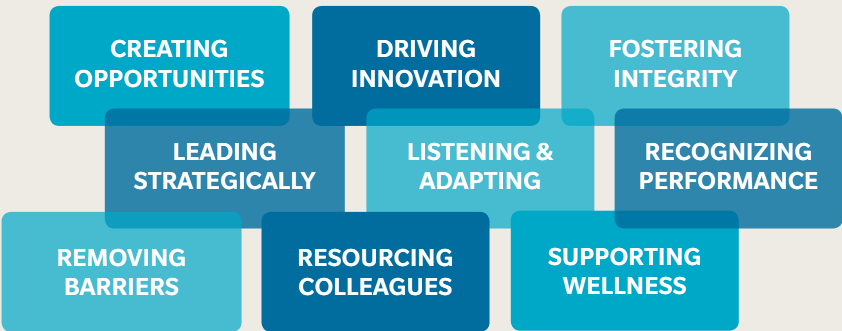 CREATING
OPPORTUNITIES
DRIVING
INNOVATION
FOSTERING
INTEGRITY
LEADING
STRATEGICALLY
LISTENING &
ADAPTING
RECOGNIZING
PERFORMANCE
REMOVING
BARRIERS
RESOURCING
COLLEAGUES
SUPPORTING
WELLNESS